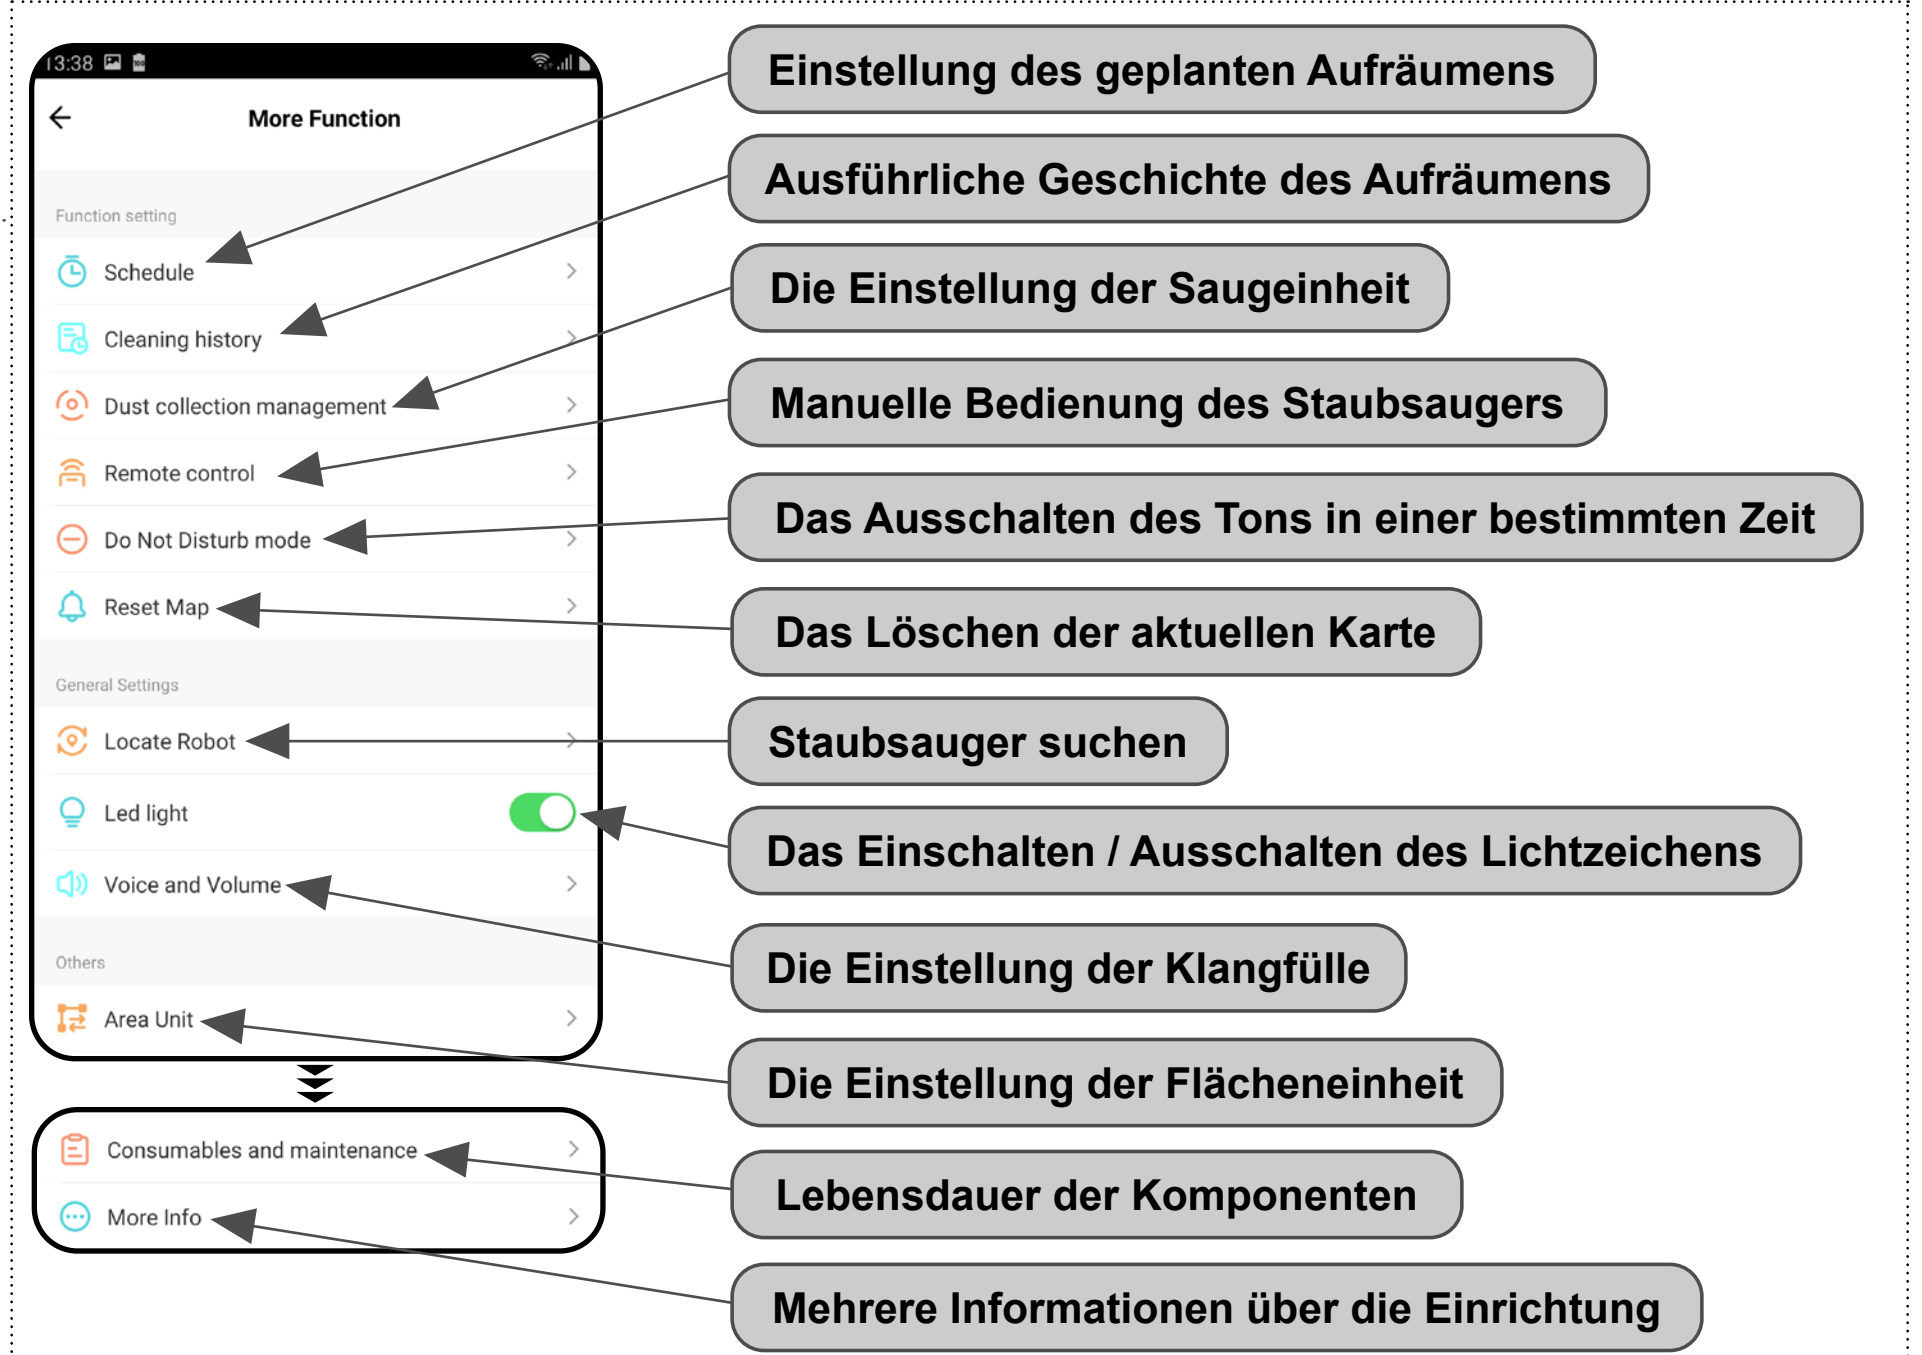 13:38
More Function
Function setting
Schedule
Cleaning history
Dust collection management
Remote control
Do Not Disturb mode
Reset Map
General Settings
Locate Robot
Led light
Voice and Volume
Others
Area Unit
Consumables and maintenance
More Info
Einstellung des geplanten Aufräumens
Ausführliche Geschichte des Aufräumens
Die Einstellung der Saugeinheit
Manuelle Bedienung des Staubsaugers
Das Ausschalten des Tons in einer bestimmten Zeit
Das Löschen der aktuellen Karte
Staubsauger suchen
Das Einschalten / Ausschalten des Lichtzeichens
Die Einstellung der Klangfülle
Die Einstellung der Flächeneinheit
Lebensdauer der Komponenten
Mehrere Informationen über die Einrichtung